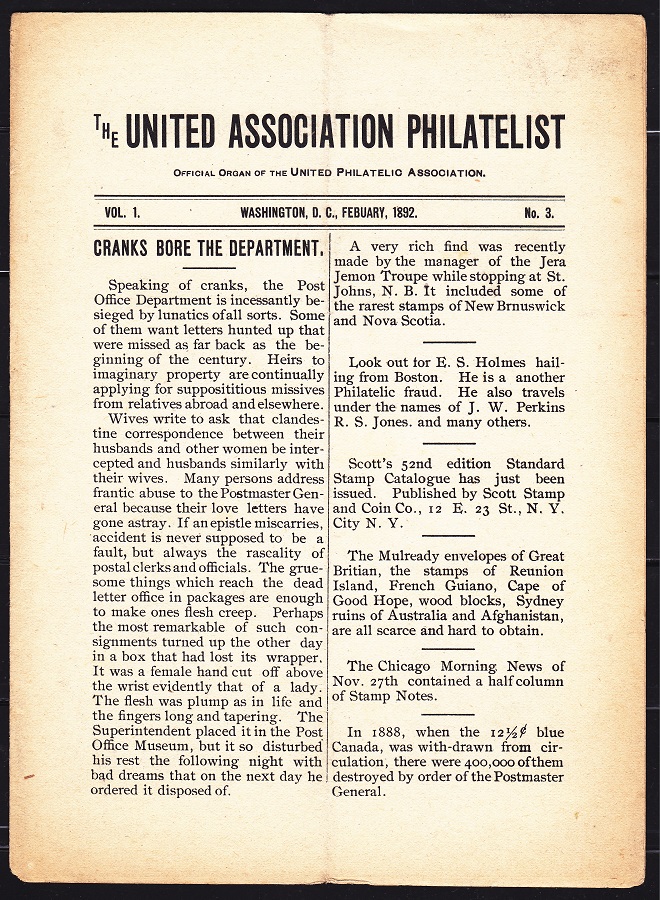 THE UNITED ASSOCIATION PHILATELIST
OFFICIAL ORGAN OF THE UNITED PHILATELIC ASSOCIATION.
VOL. 1. WASHINGTON, D. C., FEBUARY, 1892. No. 3.
CRANKS BORE THE DEPARTMENT.
Speaking of cranks, the Post
Office Department is incessantly be-
sieged by lunatics of all sorts. Some
of them want letters hunted up that
were missed as far back as the be-
ginning of the century. Heirs to
imaginary property are continually
applying for supposititious missives
from relatives abroad and elsewhere.
Wives write to ask that clandes-
tine correspondence between their
husbands and other women be inter-
cepted and husbands similarly with
their wives. Many persons address
frantic abuse to the Postmaster Gen-
eral because their love letters have
gone astray. If an epistle miscarries,
accident is never supposed to be a
fault, but always the rascality of
postal clerks and officials. The grue-
some things which reach the dead
letter office in packages are enough
to make ones flesh creep. Perhaps
the most remarkable of such con-
signments turned up the other day
in a box that had lost its wrapper.
It was a female hand cut off above
the wrist evidently that of a lady.
The flesh was plump as in life and
the fingers long and tapering. The
Superintendent placed it in the Post
Office Museum, but it so disturbed
his rest the following night with
bad dreams that on the next day he
ordered it disposed of.
A very rich find was recently
made by the manager of the Jera
Jemon Troupe while stopping at St.
Johns, N. B. It included some of
the rarest stamps of New Brnuswick
and Nova Scotia.
Look out for E. S. Holmes hail-
ing from Boston. He is a another
Philatelic fraud. He also travels
under the names of J. W. Perkins
R. S. Jones. and many others.
Scott's 52nd edition Standard
Stamp Catalogue has just been
issued. Published by Scott Stamp
and Coin Co., 12 E. 23 St., N. Y.
City N. Y.
The Mulready envelopes of Great
Britian, the stamps of Reunion
Island, French Guiano, Cape of
Good Hope, wood blocks, Sydney
ruins of Australia and Afghanistan,
are all scarce and hard to obtain.
The Chicago Morning News of
Nov. 27th contained a half column
of Stamp Notes.
In 1888, when the 12½¢ blue
Canada, was with-drawn from cir-
culation, there were 400,000 of them
destroyed by order of the Postmaster
General.